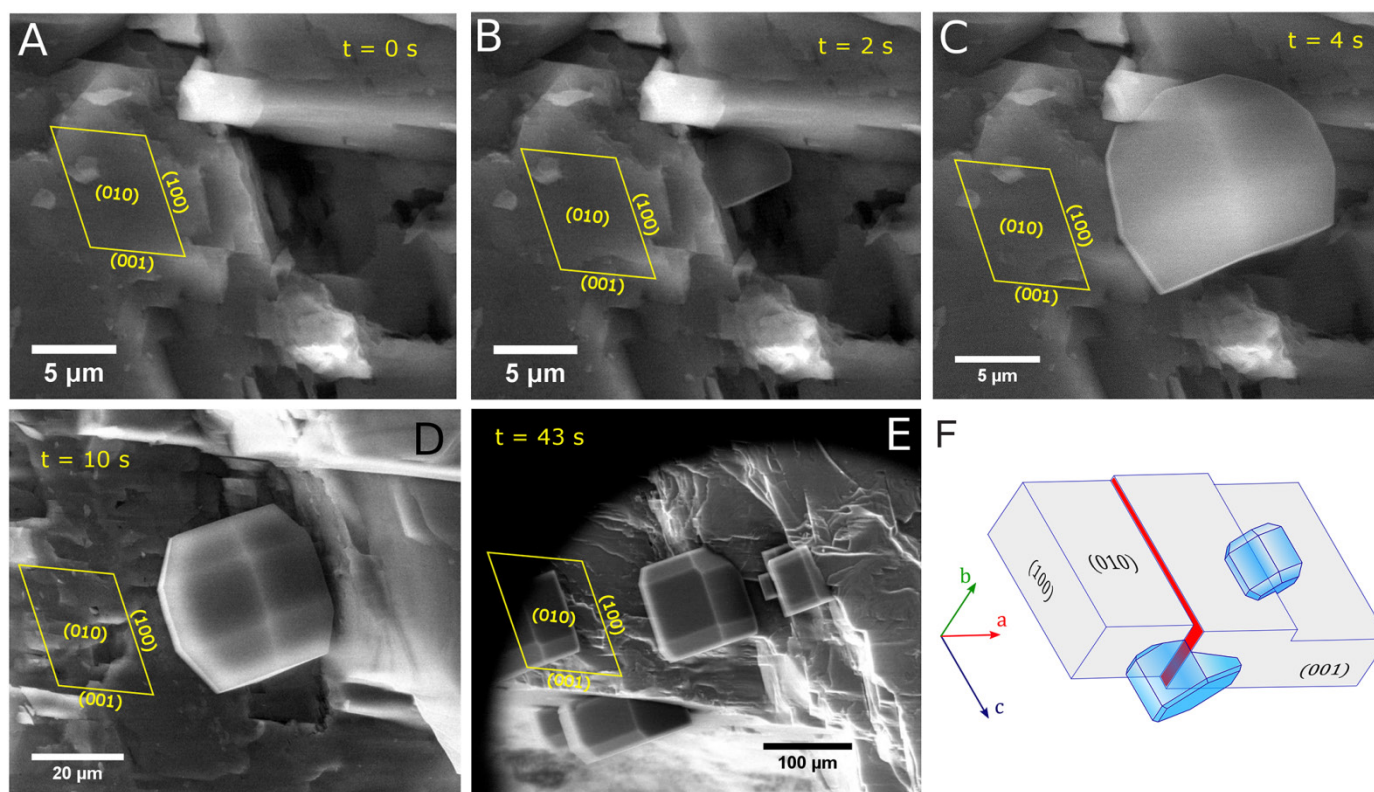 A
t = 0 s
(010)
(100)
(001)
5 µm
B
t = 2 s
(010)
(100)
(001)
5 µm
C
t = 4 s
(010)
(100)
(001)
5 µm
D
t = 10 s
(010)
(100)
(001)
20 µm
E
t = 43 s
(010)
(100)
(001)
100 µm
F
(100)
(010)
(001)
b
a
c